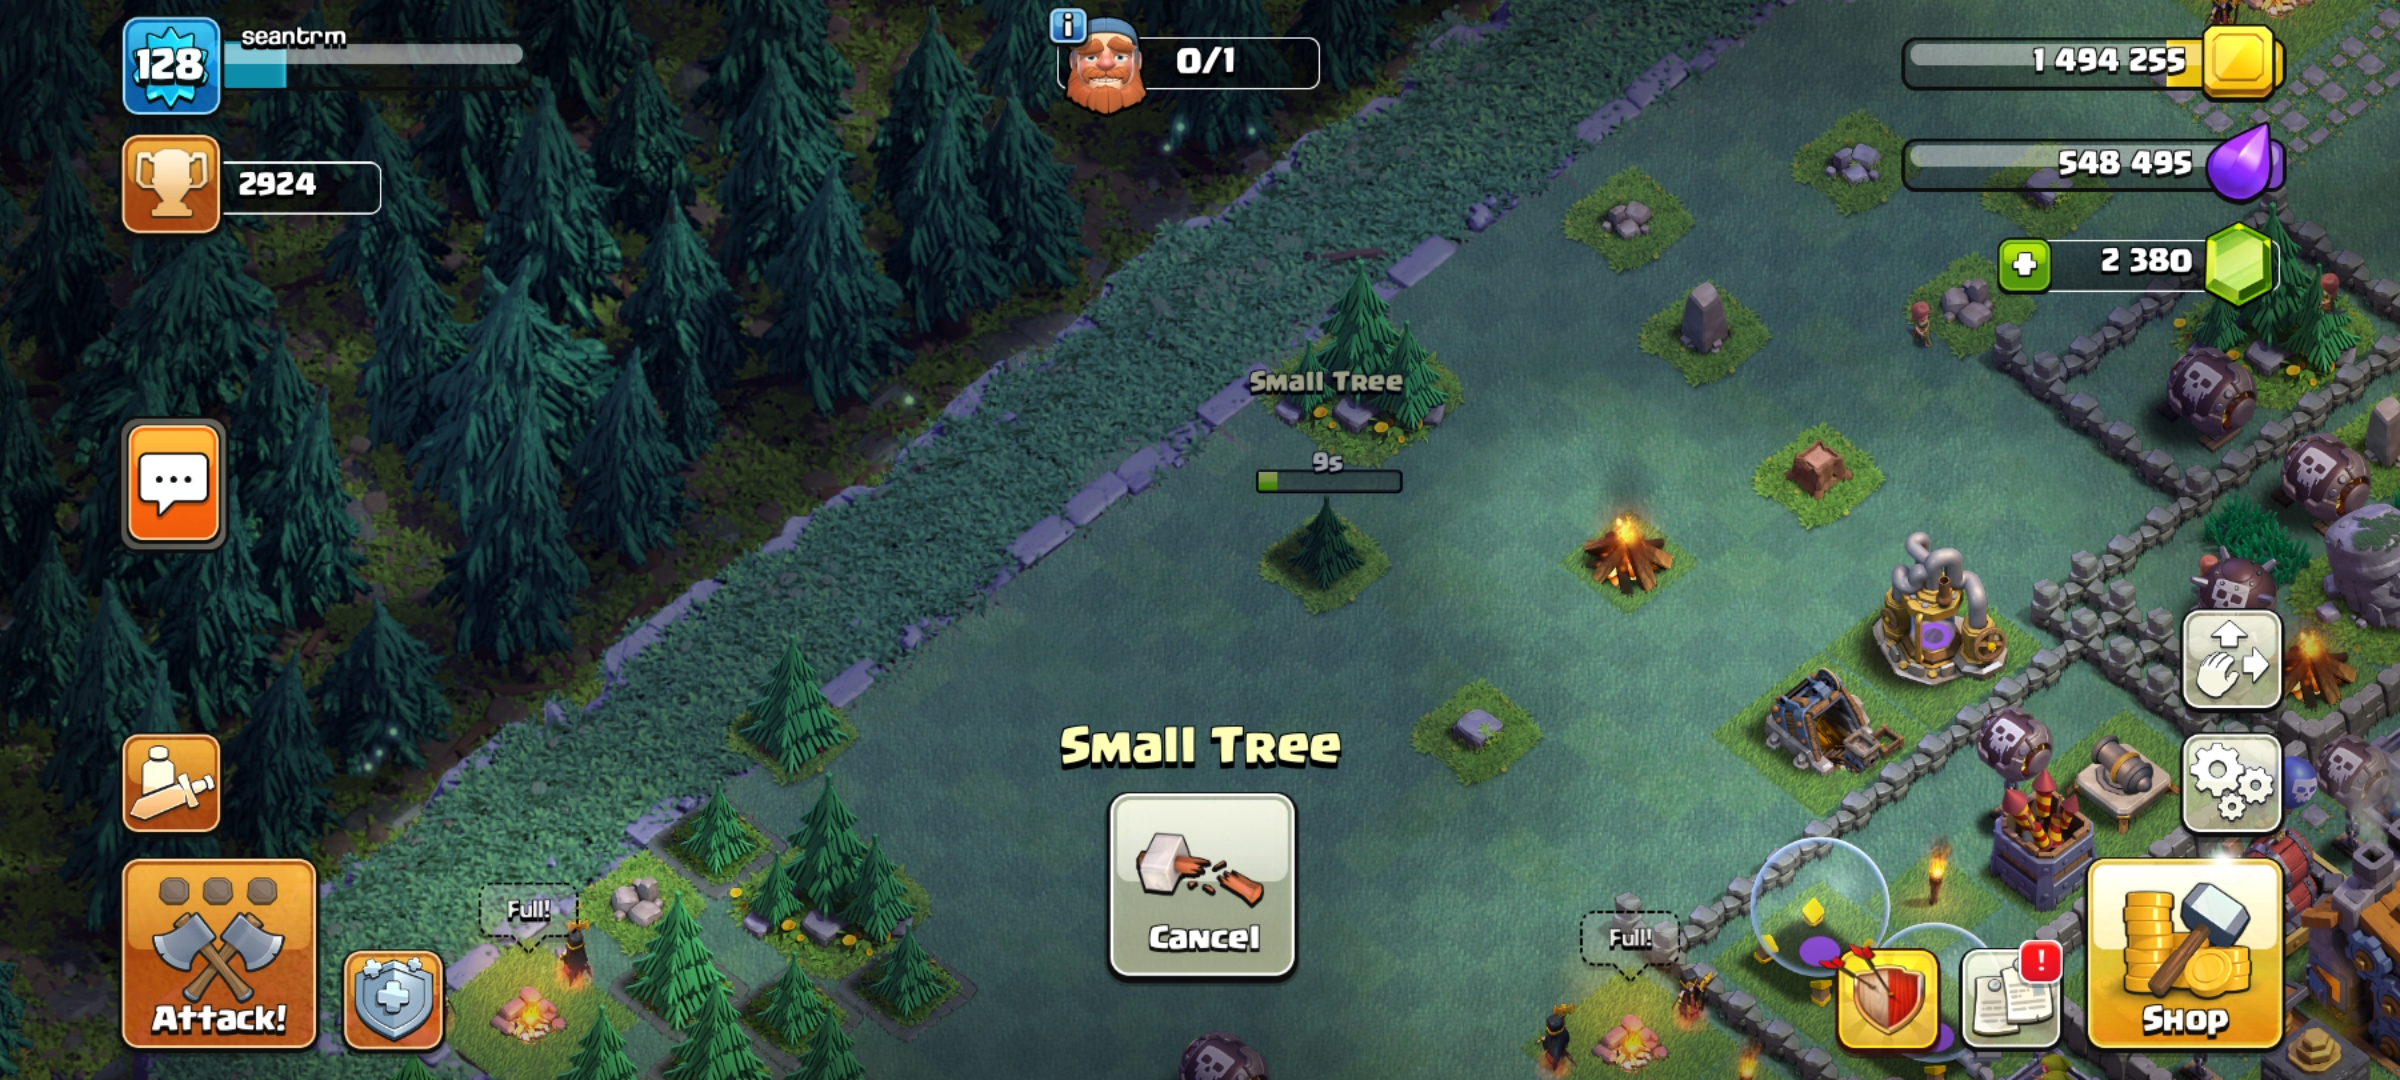 128
seantrm
i
0/1
1 494 255
2924
548 495
2 380
Small Tree
9s
Small Tree
Cancel
Full!
Full!
!
Attack!
Shop